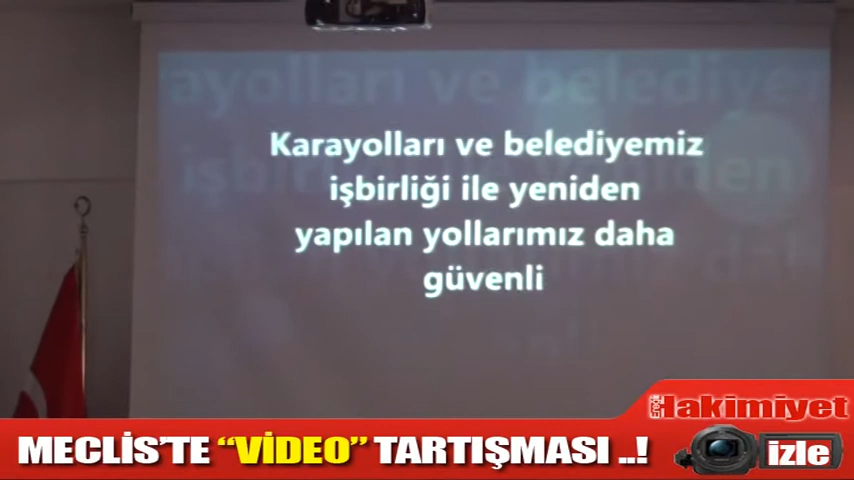 Karayolları ve belediyemiz
işbirliği ile yeniden
yapılan yollarımız daha
güvenli
Hakimiyet
MECLİS'TE “VİDEO” TARTIŞMASI ..!
izle